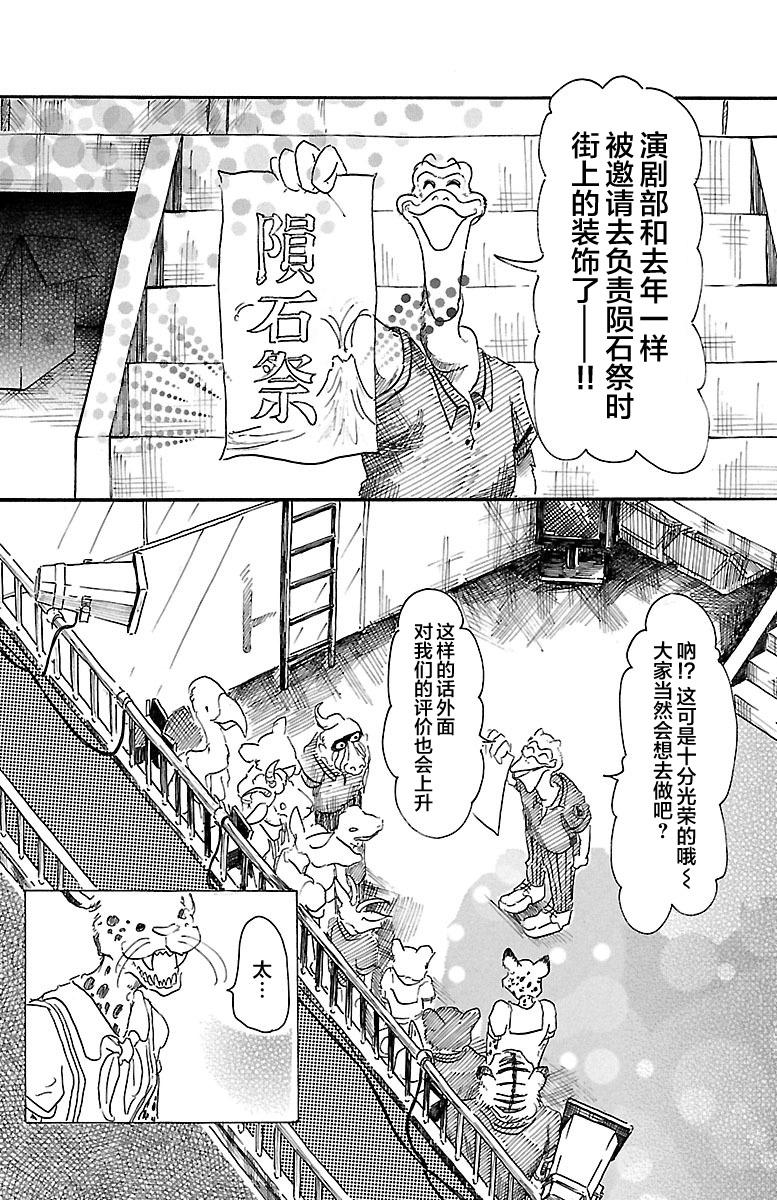 演剧部和去年一样
被邀请去负责陨石祭时
街上的装饰了——!!
隕石祭
呐!?这可是十分光荣的哦~
大家当然会想去做吧?
这样的话外面
对我们的评价也会上升
太…